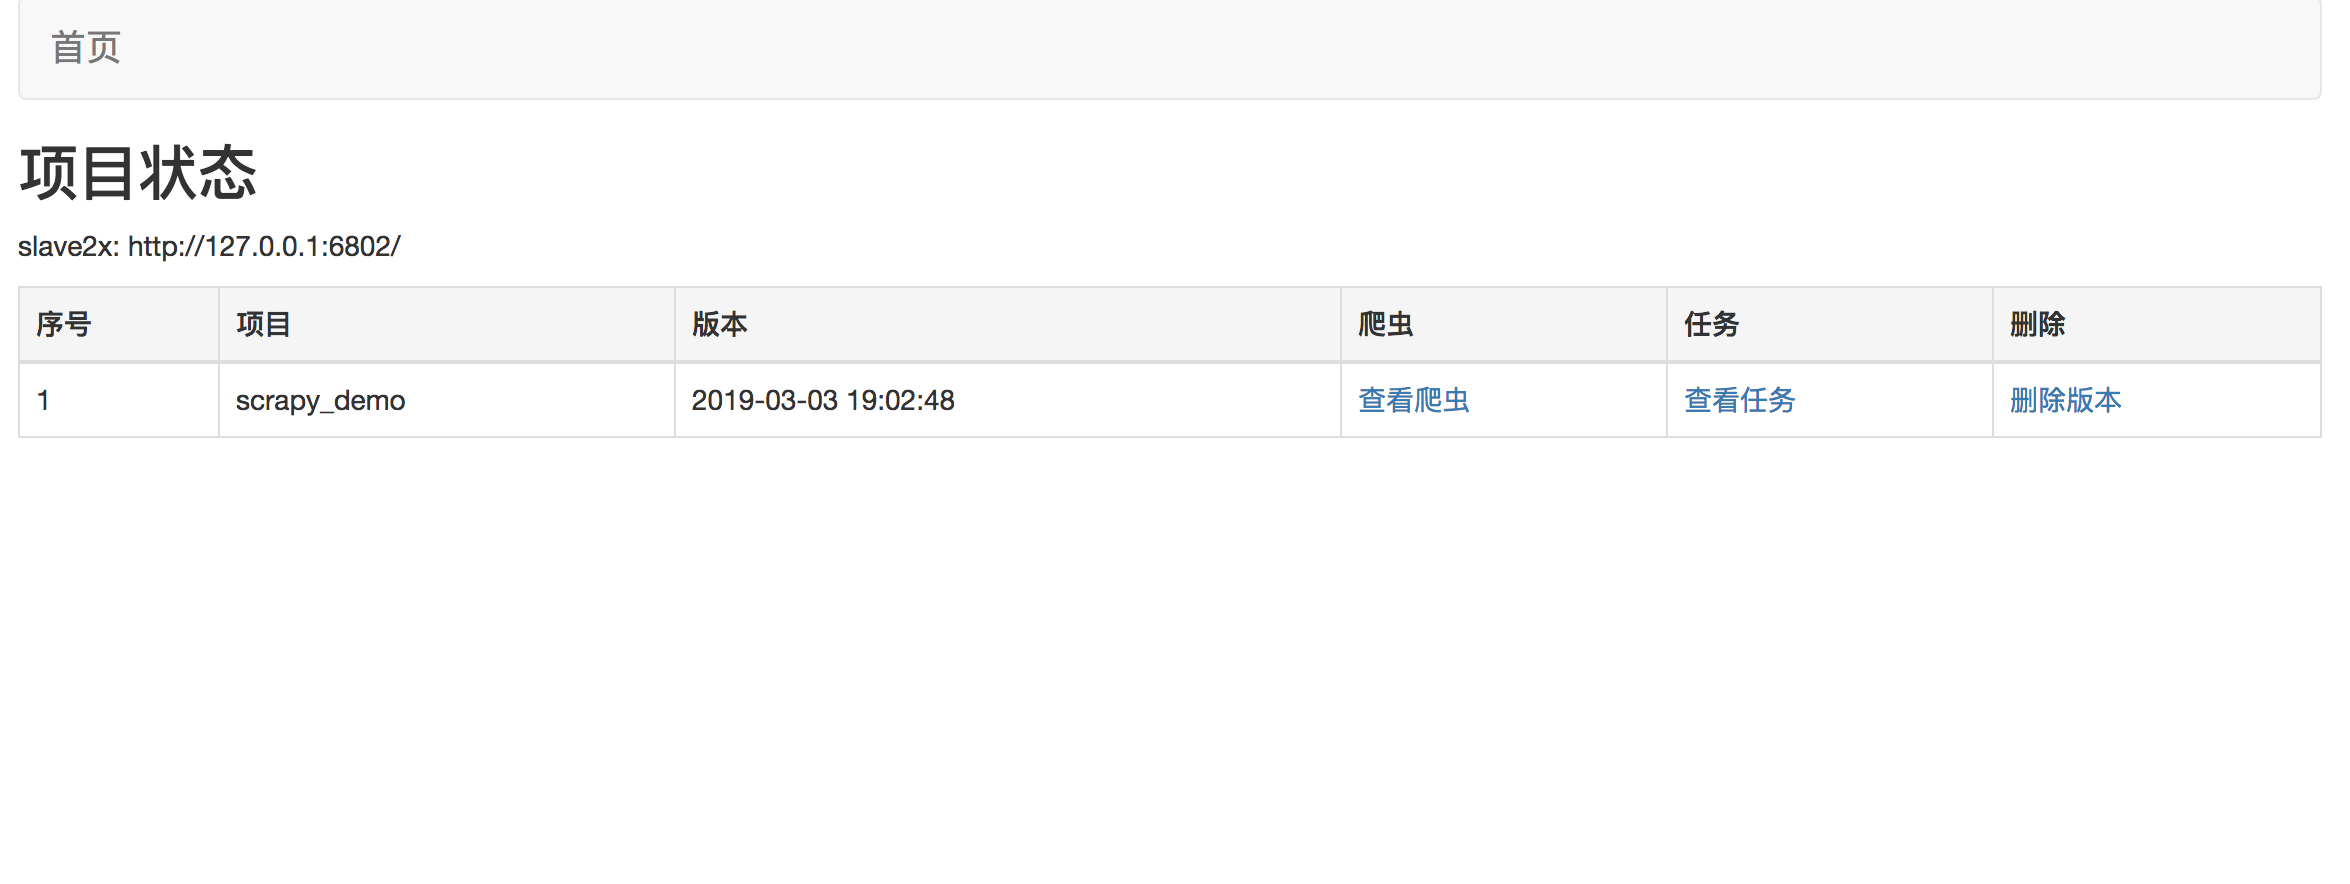 首页
项目状态
slave2x: http://127.0.0.1:6802/
序号 项目 版本 爬虫 任务 删除
1 scrapy_demo 2019-03-03 19:02:48 查看爬虫 查看任务 删除版本